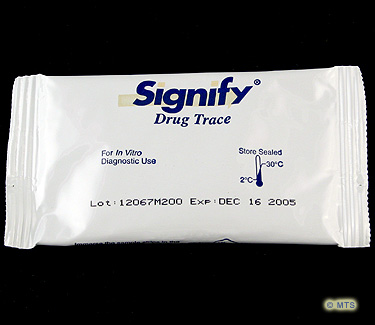 Signify®
Drug Trace
For In Vitro
Diagnostic Use
Store Sealed
30°C
2°C
Lot:12067M200 Exp:DEC 16 2005
© MTS